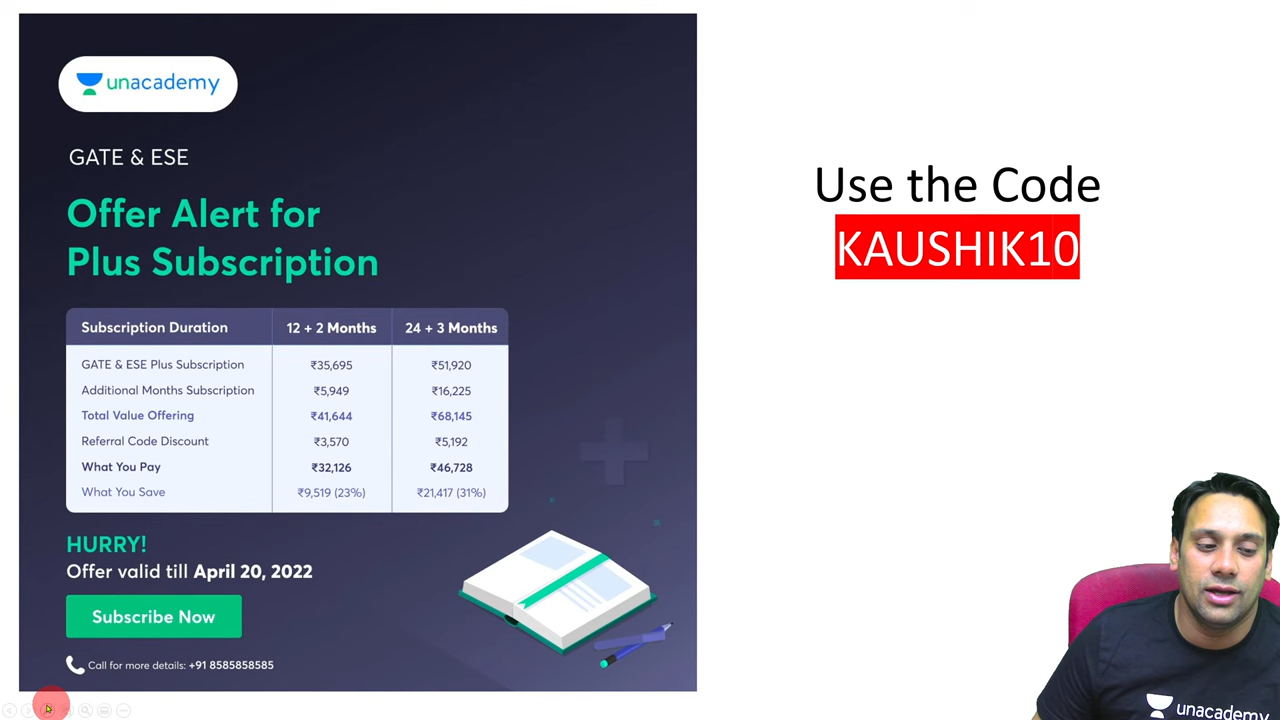 unacademy
GATE & ESE
Offer Alert for
Plus Subscription
Subscription Duration 12 + 2 Months 24 + 3 Months
GATE & ESE Plus Subscription ₹35,695 ₹51,920
Additional Months Subscription ₹5,949 ₹16,225
Total Value Offering ₹41,644 ₹68,145
Referral Code Discount ₹3,570 ₹5,192
What You Pay ₹32,126 ₹46,728
What You Save ₹9,519 (23%) ₹21,417 (31%)
HURRY!
Offer valid till April 20, 2022
Subscribe Now
Call for more details: +91 8585858585
Use the Code
KAUSHIK10
unacademy